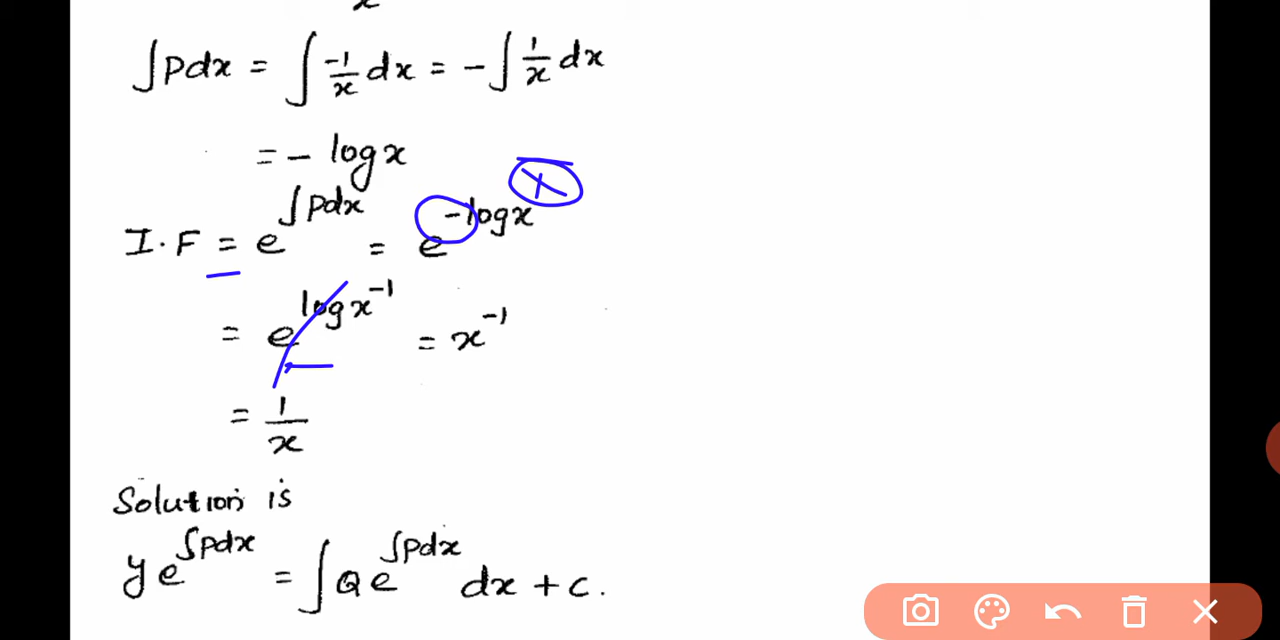 ∫Pdx = ∫ -1/x dx = - ∫ 1/x dx
= - log x
I.F = e^∫Pdx = e^-log x
= e^log x^-1 = x^-1
= 1/x
Solution is
y e^∫Pdx = ∫ Q e^∫Pdx dx + c.